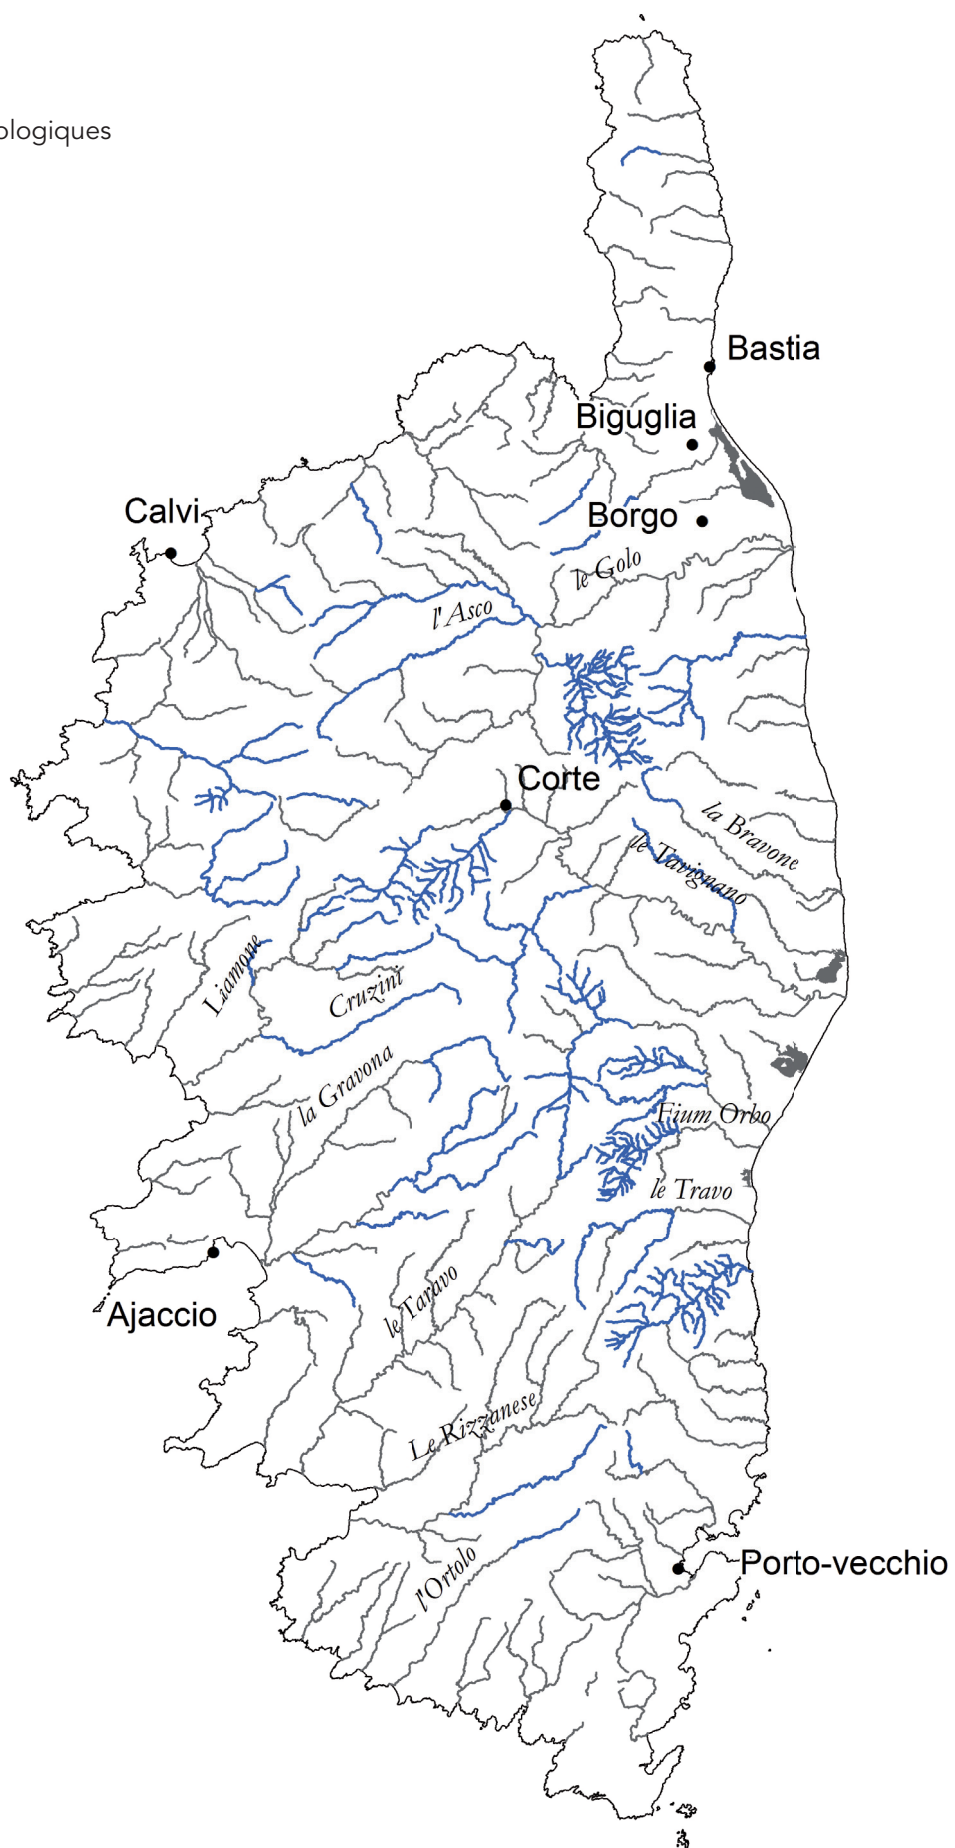 ologiques
Bastia
Biguglia
Calvi
Borgo
le Golo
l'Asco
Corte
la Bravone
le Tavignano
Liamone
Cruzini
la Gravona
Fium Orbo
le Travo
Ajaccio
le Taravo
Le Rizzanese
Porto-vecchio
l'Ortolo